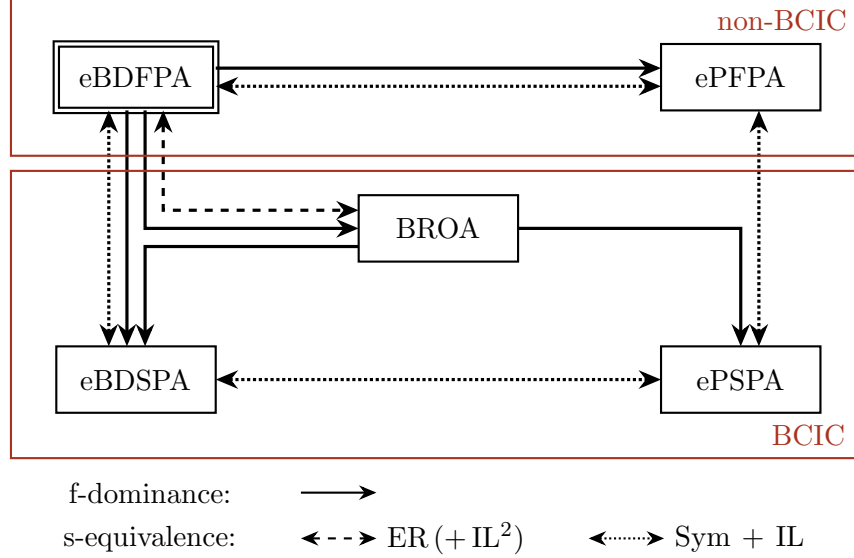 non-BCIC
eBDFPA
ePFPA
BROA
eBDSPA
ePSPA
BCIC
f-dominance:
s-equivalence: ER (+ IL²) Sym + IL